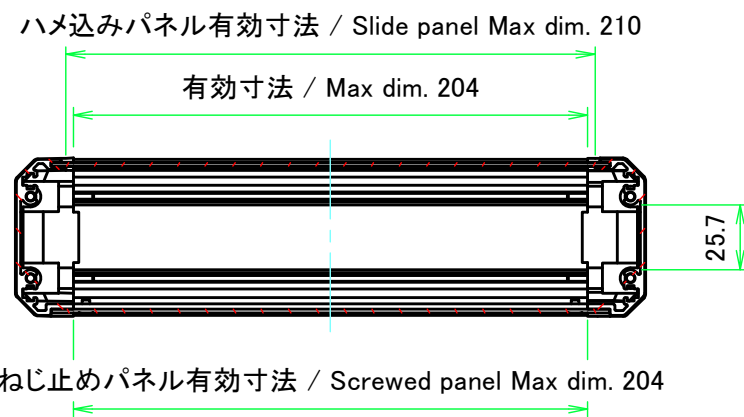 ハメ込みパネル有効寸法 / Slide panel Max dim. 210
有効寸法 / Max dim. 204
25.7
ねじ止めパネル有効寸法 / Screwed panel Max dim. 204